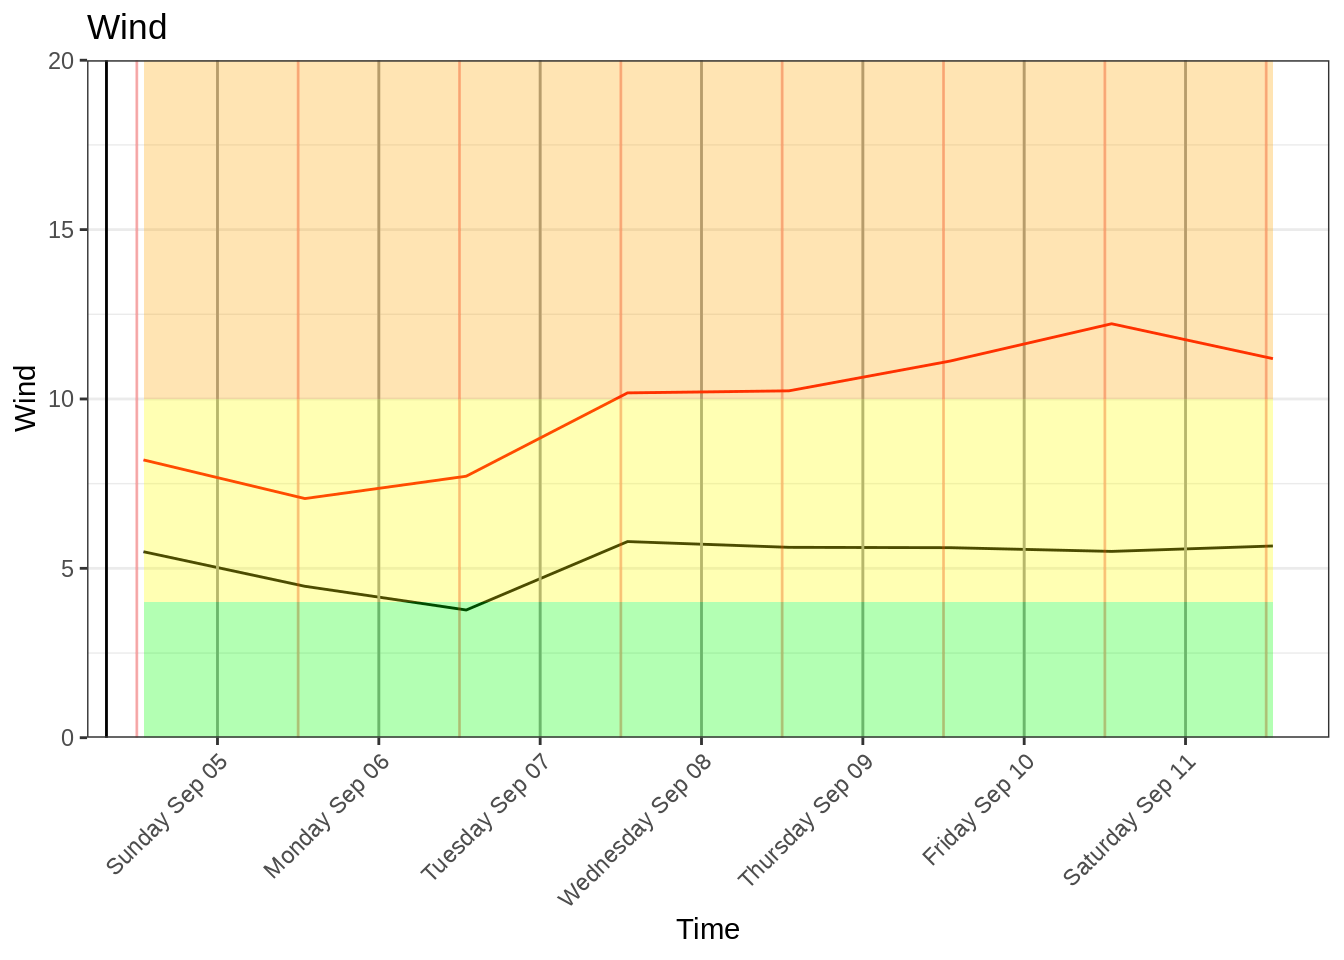 Wind
20
15
10
5
0
Wind
Sunday Sep 05
Monday Sep 06
Tuesday Sep 07
Wednesday Sep 08
Thursday Sep 09
Friday Sep 10
Saturday Sep 11
Time